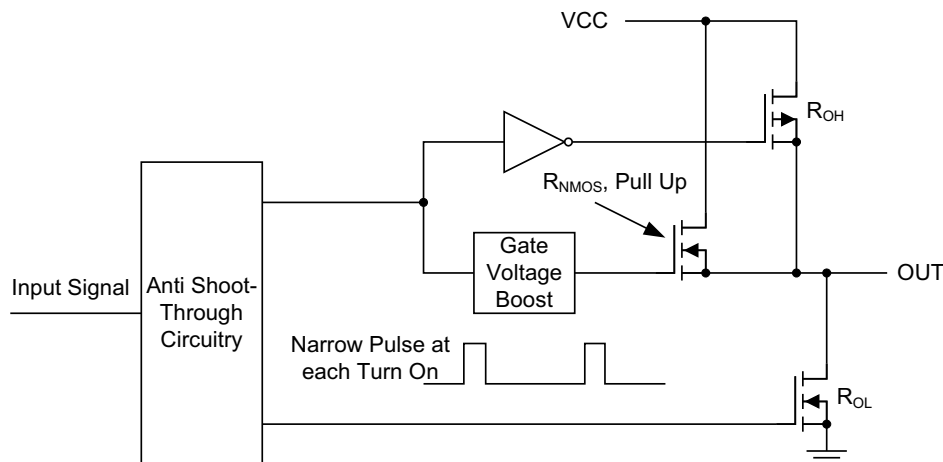 VCC
R_OH
R_NMOS, Pull Up
Gate
Voltage
Boost
Input Signal
Anti Shoot-
Through
Circuitry
OUT
Narrow Pulse at
each Turn On
R_OL